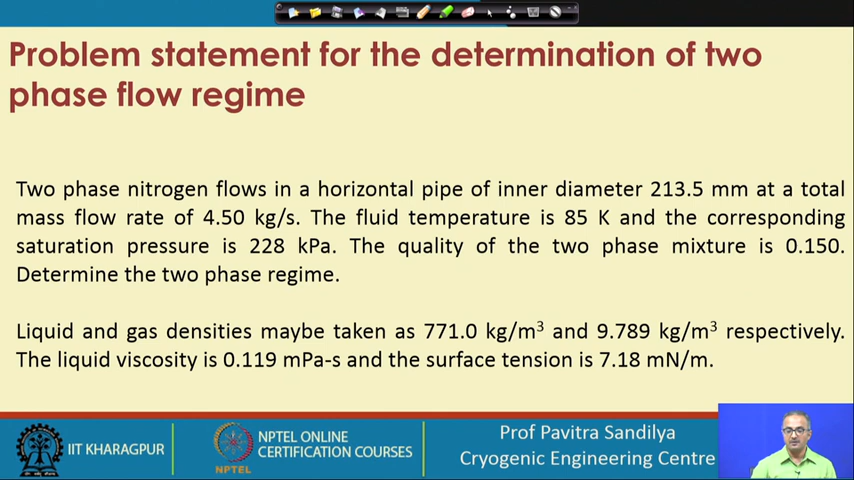 Problem statement for the determination of two
phase flow regime
Two phase nitrogen flows in a horizontal pipe of inner diameter 213.5 mm at a total
mass flow rate of 4.50 kg/s. The fluid temperature is 85 K and the corresponding
saturation pressure is 228 kPa. The quality of the two phase mixture is 0.150.
Determine the two phase regime.
Liquid and gas densities maybe taken as 771.0 kg/m³ and 9.789 kg/m³ respectively.
The liquid viscosity is 0.119 mPa-s and the surface tension is 7.18 mN/m.
IIT KHARAGPUR
NPTEL
NPTEL ONLINE
CERTIFICATION COURSES
Prof Pavitra Sandilya
Cryogenic Engineering Centre